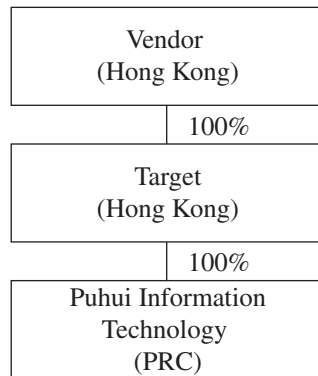 Vendor
(Hong Kong)
100%
Target
(Hong Kong)
100%
Puhui Information
Technology
(PRC)